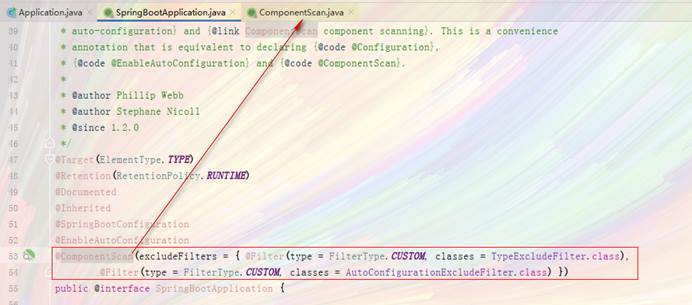 Application.java SpringBootApplication.java ComponentScan.java
39 * auto-configuration} and {@link ComponentScan component scanning}. This is a convenience
40 * annotation that is equivalent to declaring {@code @Configuration},
41 * {@code @EnableAutoConfiguration} and {@code @ComponentScan}.
42 *
43 * @author Phillip Webb
44 * @author Stephane Nicoll
45 * @since 1.2.0
46 */
47 @Target(ElementType.TYPE)
48 @Retention(RetentionPolicy.RUNTIME)
49 @Documented
50 @Inherited
51 @SpringBootConfiguration
52 @EnableAutoConfiguration
53 @ComponentScan(excludeFilters = { @Filter(type = FilterType.CUSTOM, classes = TypeExcludeFilter.class),
54 @Filter(type = FilterType.CUSTOM, classes = AutoConfigurationExcludeFilter.class) })
55 public @interface SpringBootApplication {
56